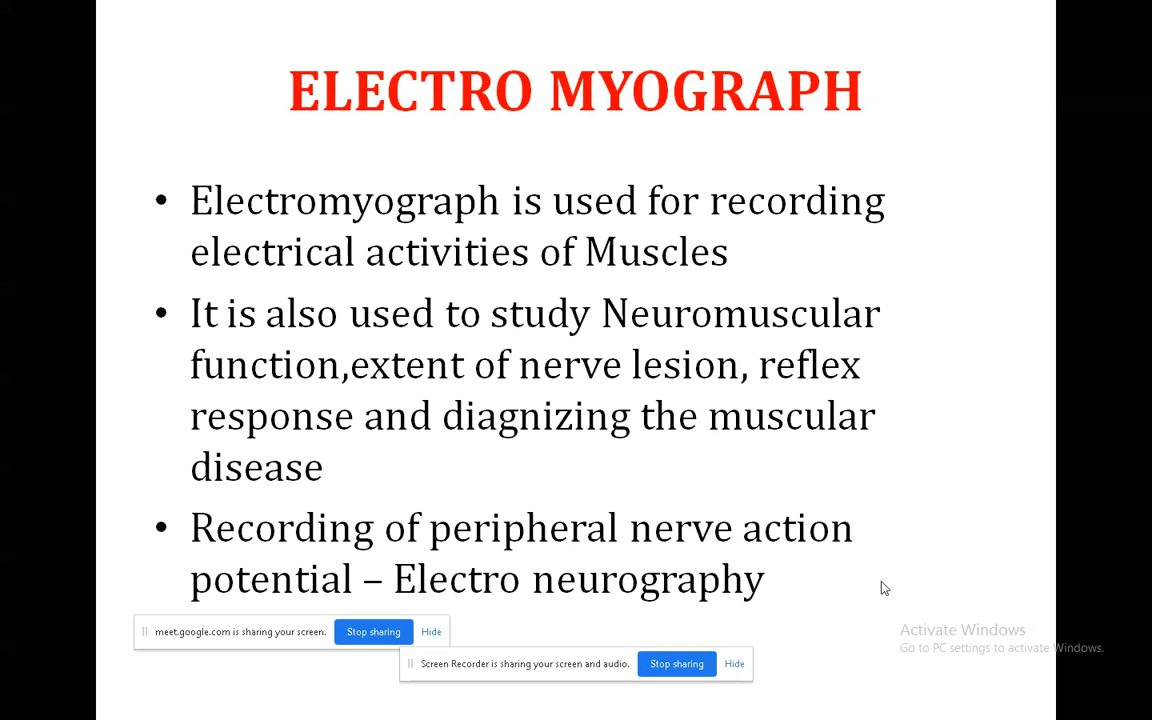 ELECTRO MYOGRAPH
• Electromyograph is used for recording
electrical activities of Muscles
• It is also used to study Neuromuscular
function,extent of nerve lesion, reflex
response and diagnizing the muscular
disease
• Recording of peripheral nerve action
potential – Electro neurography
meet.google.com is sharing your screen. Stop sharing Hide
Activate Windows
Go to PC settings to activate Windows.
Screen Recorder is sharing your screen and audio. Stop sharing Hide